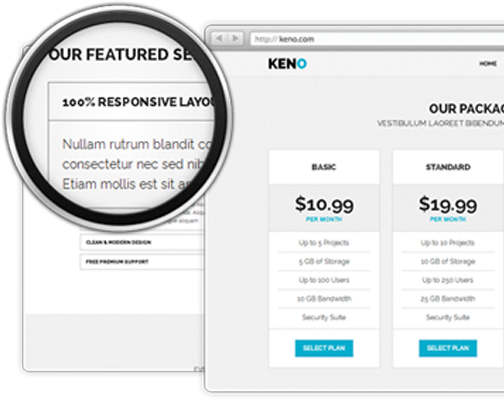 OUR FEATURED SE
100% RESPONSIVE LAYOU
Nullam rutrum blandit co
consectetur nec sed nib
Etiam mollis est sit a
CLEAN & MODERN DESIGN
FREE PREMIUM SUPPORT
http:// keno.com
KENO
HOME
OUR PACKAG
VESTIBULUM LAOREET BIBENDUM
BASIC
$10.99
PER MONTH
Up to 5 Projects
5 GB of Storage
Up to 100 Users
10 GB Bandwidth
Security Suite
SELECT PLAN
STANDARD
$19.99
PER MONTH
Up to 10 Projects
10 GB of Storage
Up to 250 Users
25 GB Bandwidth
Security Suite
SELECT PLAN